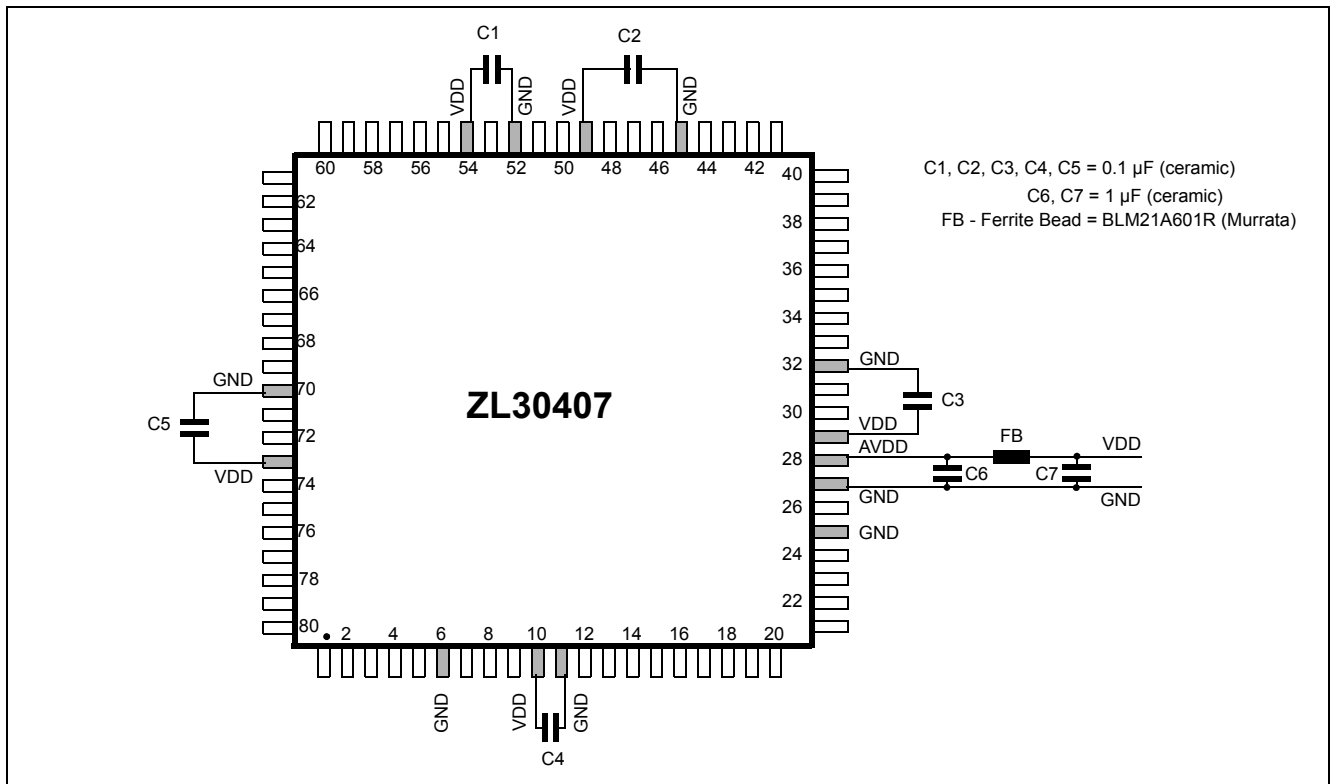 C1
C2
VDD
GND
VDD
GND
60 58 56 54 52 50 48 46 44 42
40
38
36
34
32
30
28
26
24
22
62
64
66
68
70
72
74
76
78
80
2 4 6 8 10 12 14 16 18 20
C1, C2, C3, C4, C5 = 0.1 µF (ceramic)
C6, C7 = 1 µF (ceramic)
FB - Ferrite Bead = BLM21A601R (Murrata)
ZL30407
GND
C5
VDD
GND
C3
VDD
AVDD
FB
VDD
C6
C7
GND
GND
GND
GND
VDD
GND
C4